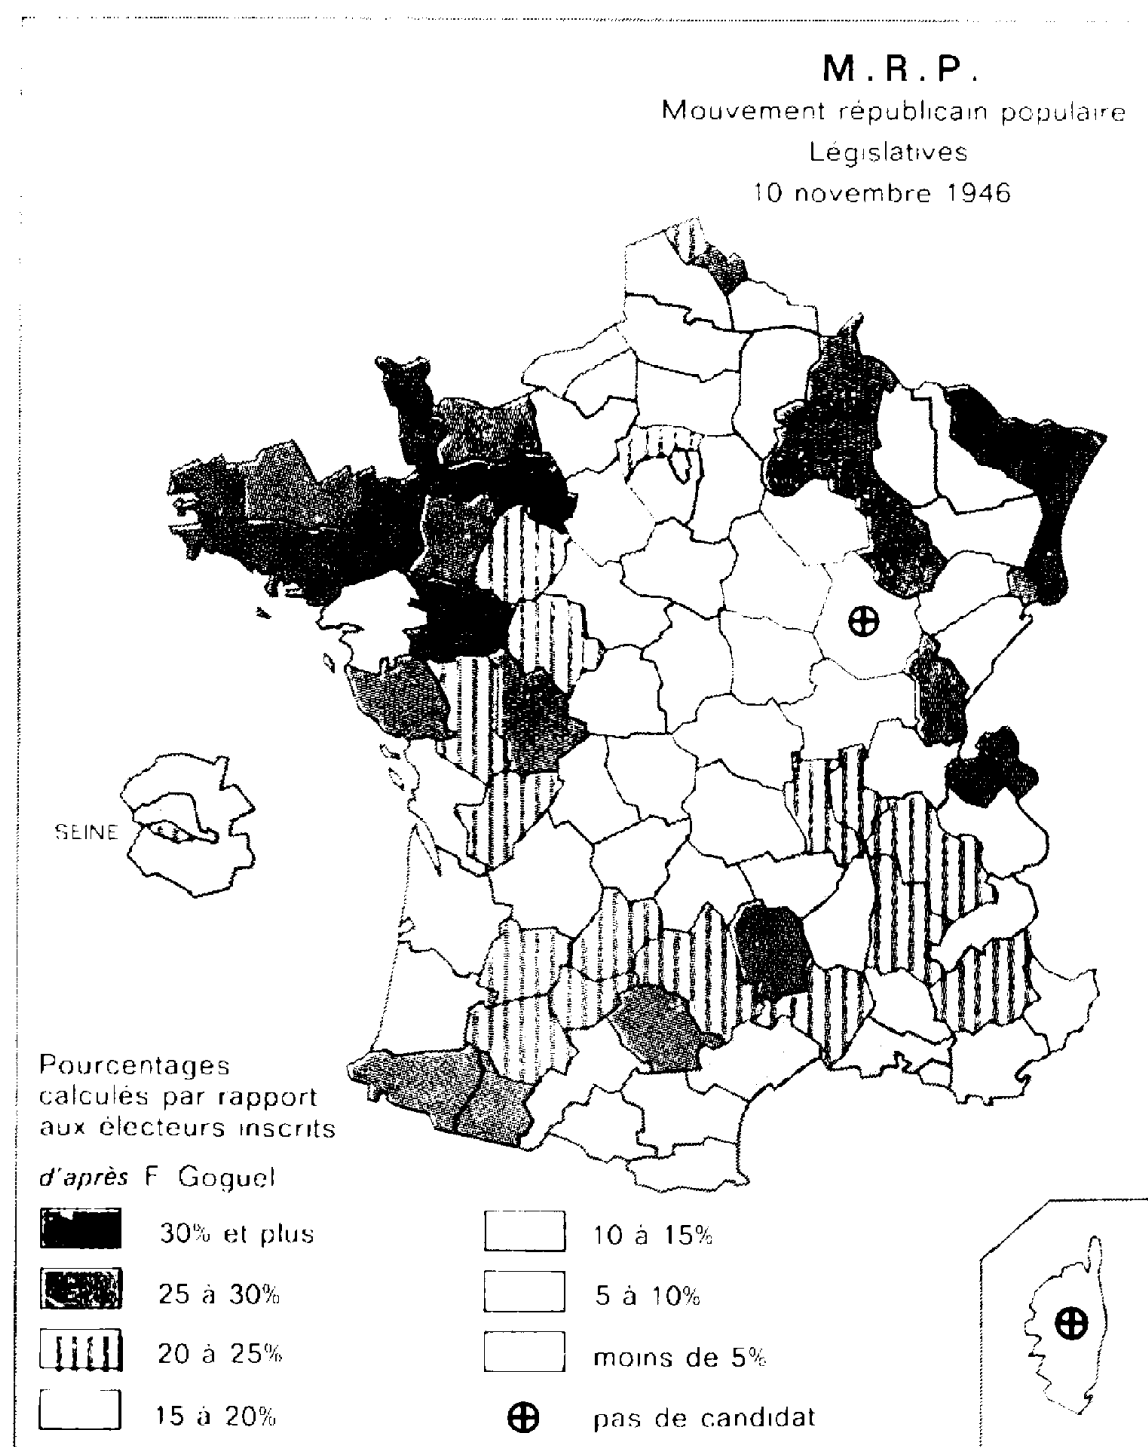 M.R.P.
Mouvement républicain populaire
Législatives
10 novembre 1946
SEINE
Pourcentages
calculés par rapport
aux électeurs inscrits
d'après F Goguel
30% et plus
25 à 30%
20 à 25%
15 à 20%
10 à 15%
5 à 10%
moins de 5%
pas de candidat